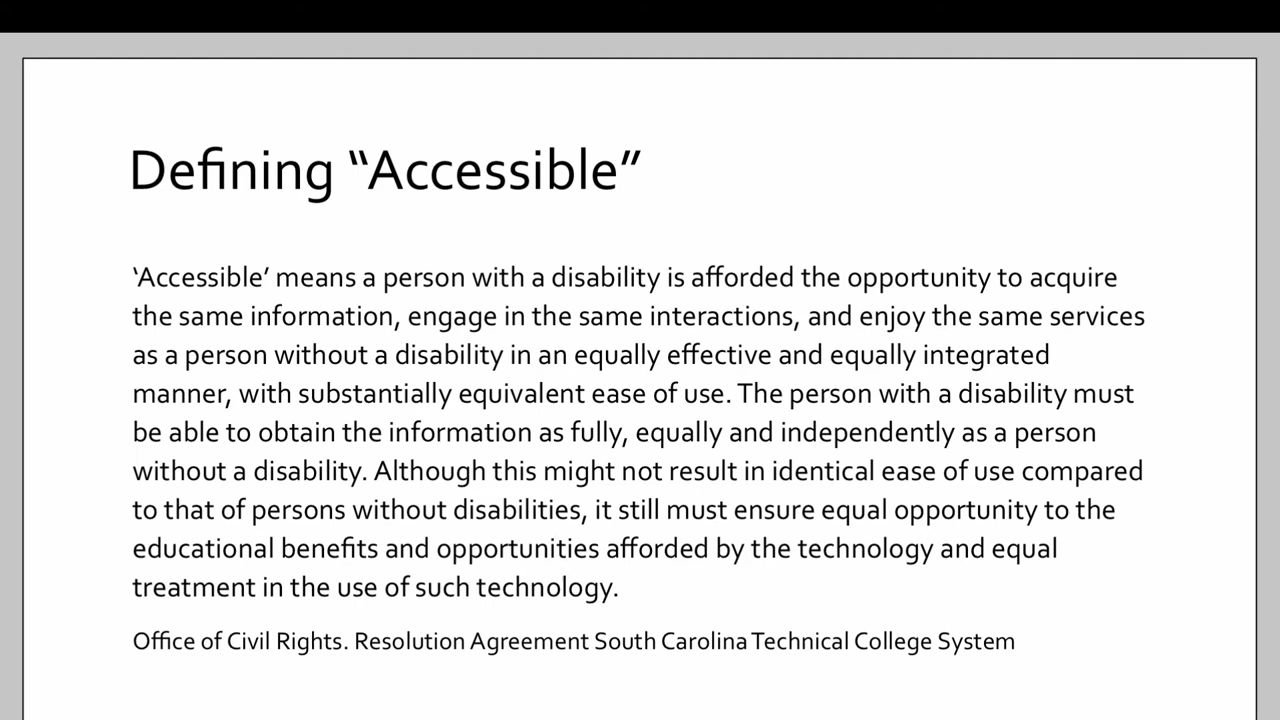 Defining “Accessible”
‘Accessible’ means a person with a disability is afforded the opportunity to acquire
the same information, engage in the same interactions, and enjoy the same services
as a person without a disability in an equally effective and equally integrated
manner, with substantially equivalent ease of use. The person with a disability must
be able to obtain the information as fully, equally and independently as a person
without a disability. Although this might not result in identical ease of use compared
to that of persons without disabilities, it still must ensure equal opportunity to the
educational benefits and opportunities afforded by the technology and equal
treatment in the use of such technology.
Office of Civil Rights. Resolution Agreement South Carolina Technical College System